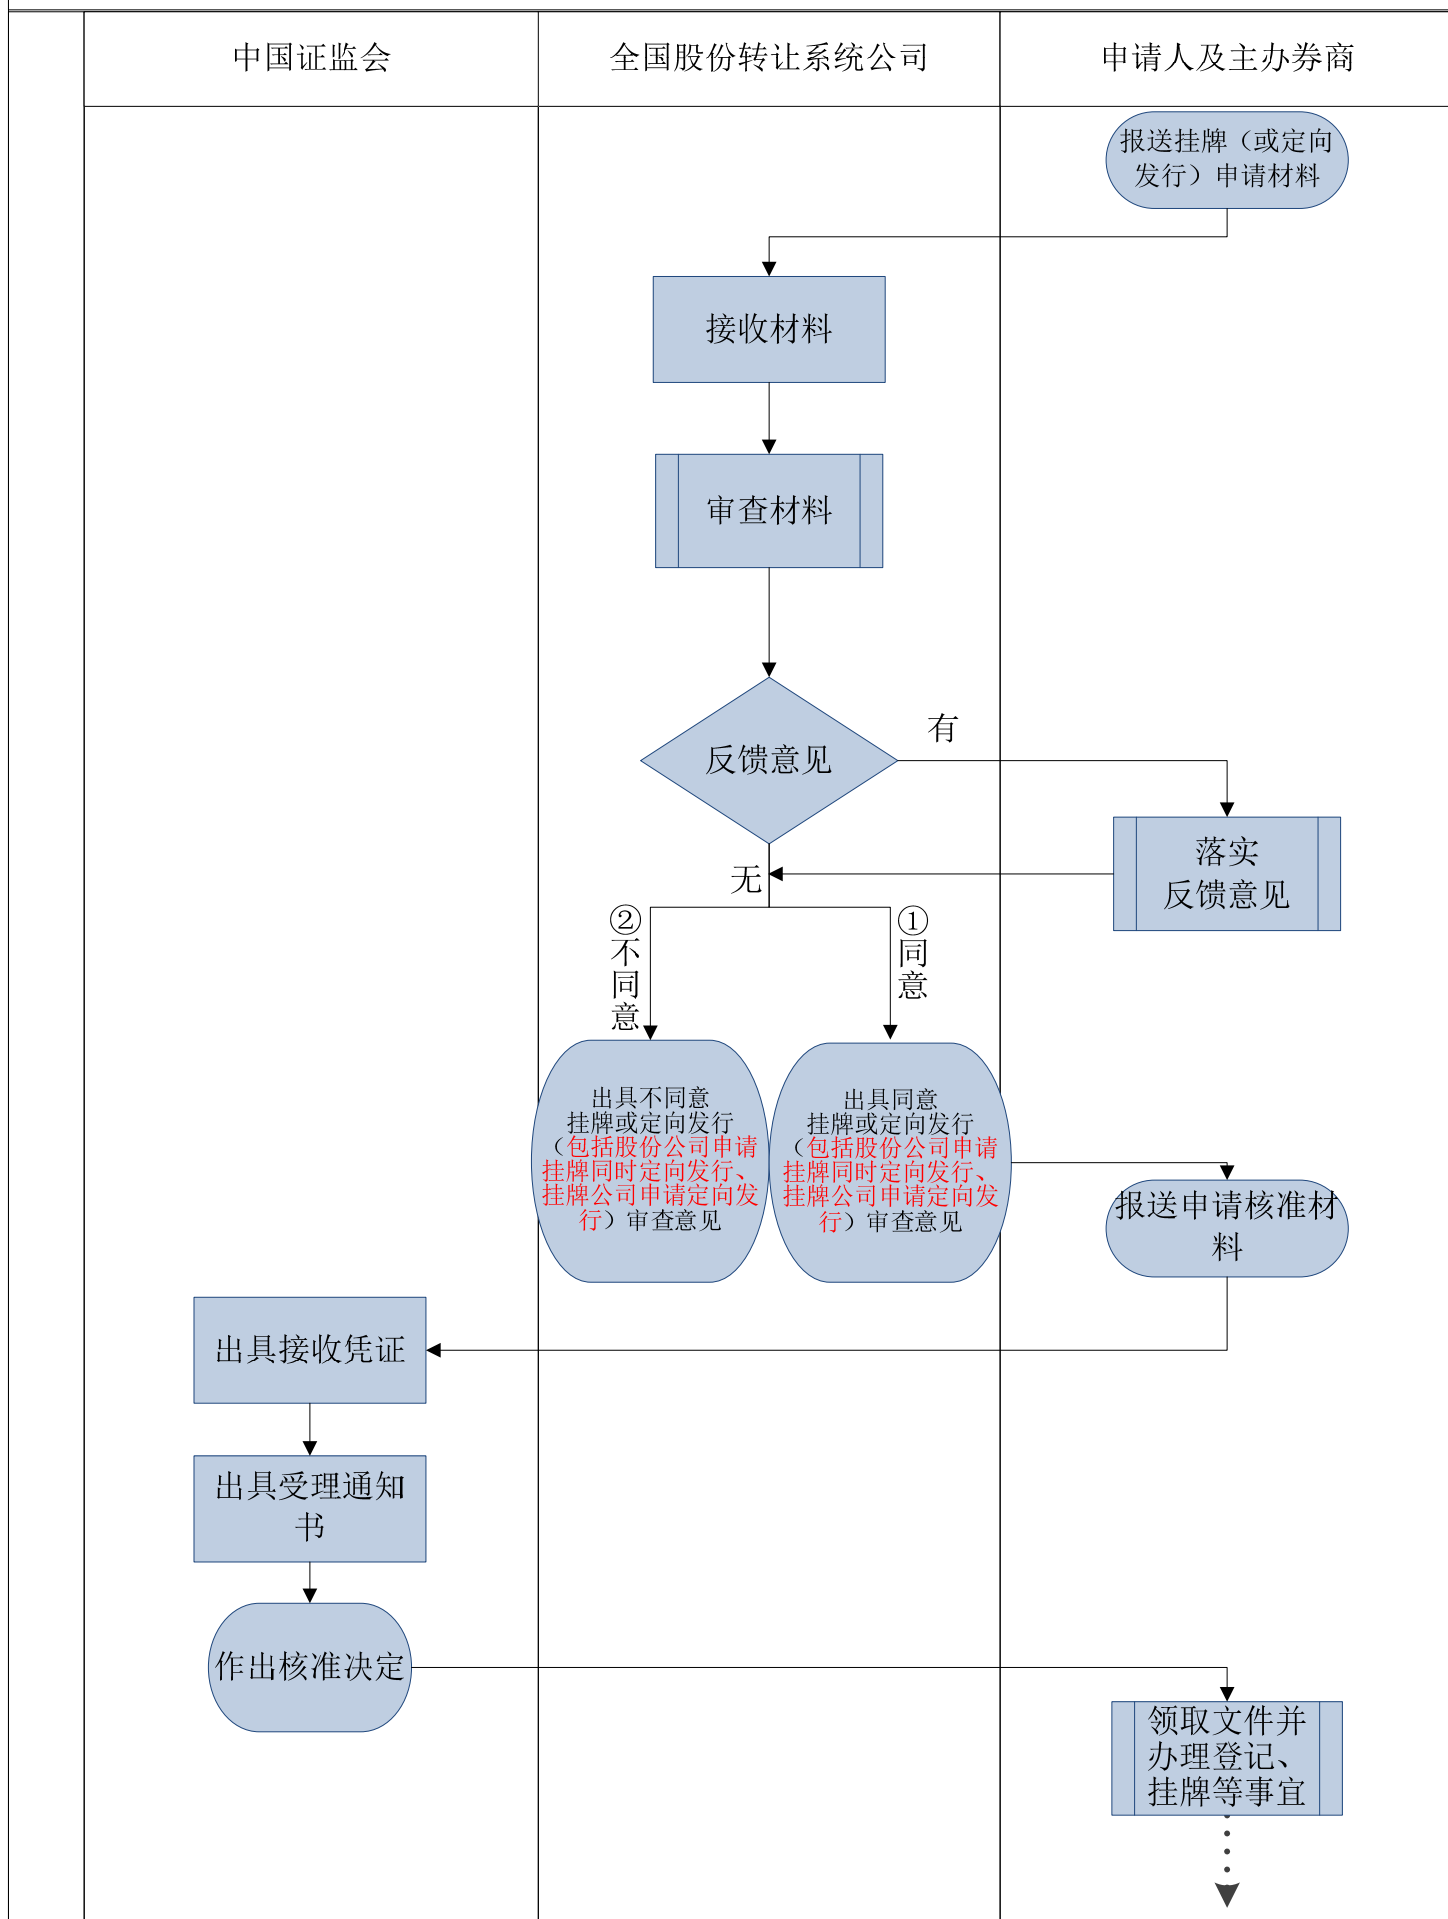 中国证监会
全国股份转让系统公司
申请人及主办券商
报送挂牌（或定向
发行）申请材料
接收材料
审查材料
反馈意见
有
落实
反馈意见
无
②不同意
①同意
出具不同意
挂牌或定向发行
（包括股份公司申请
挂牌同时定向发行、
挂牌公司申请定向发
行）审查意见
出具同意
挂牌或定向发行
（包括股份公司申请
挂牌同时定向发行、
挂牌公司申请定向发
行）审查意见
报送申请核准材
料
出具接收凭证
出具受理通知
书
作出核准决定
领取文件并
办理登记、
挂牌等事宜